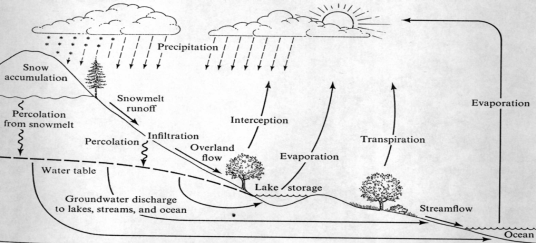 Precipitation
Snow
accumulation
Snowmelt
runoff
Evaporation
Percolation
from snowmelt
Interception
Percolation
Infiltration
Overland
flow
Transpiration
Evaporation
Water table
Lake storage
Groundwater discharge
to lakes, streams, and ocean
Streamflow
Ocean